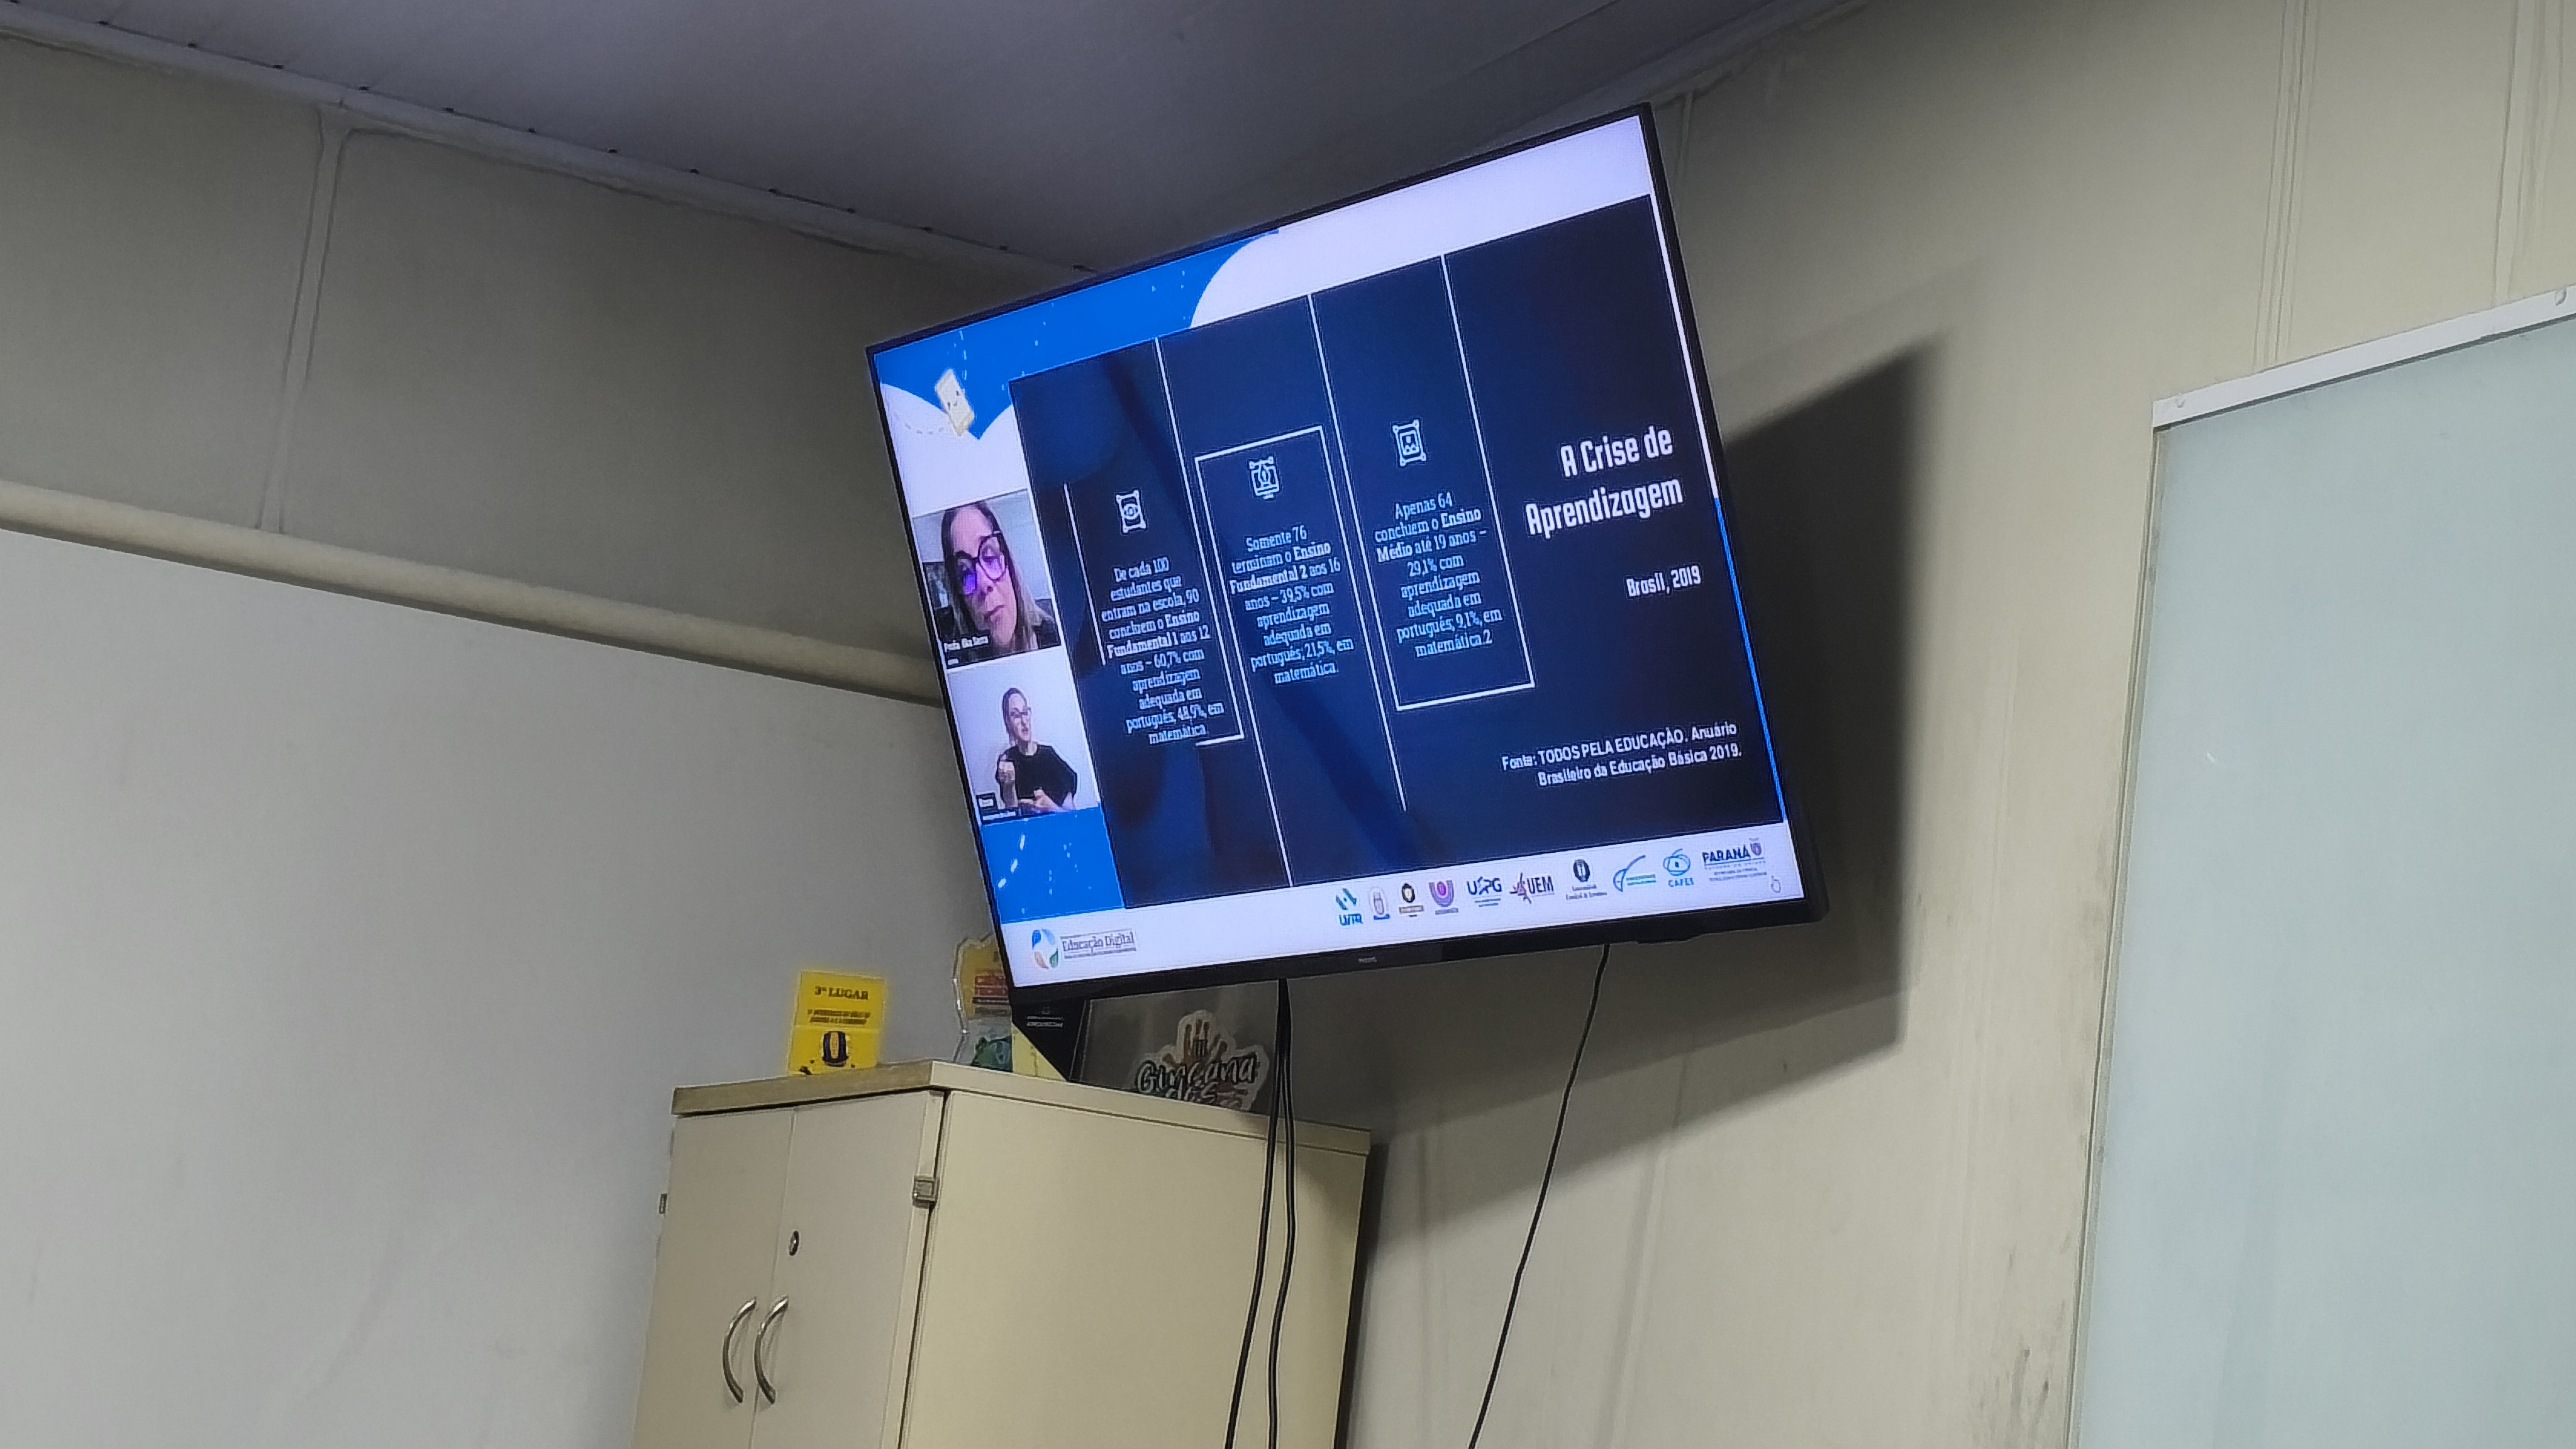 A Crise de
Aprendizagem
Brasil, 2019
De cada 100
estudantes que
entram na escola, 90
concluem o Ensino
Fundamental 1 aos 12
anos – 60,7% com
aprendizagem
adequada em
português; 48,9%, em
matemática.
Somente 76
terminam o Ensino
Fundamental 2 aos 16
anos – 39,5% com
aprendizagem
adequada em
português; 21,5%, em
matemática.
Apenas 64
concluem o Ensino
Médio até 19 anos –
29,1% com
aprendizagem
adequada em
português; 9,1%, em
matemática.2
Fonte: TODOS PELA EDUCAÇÃO. Anuário
Brasileiro da Educação Básica 2019.
Educação Digital
UVTR
UEPG
UEM
CAFES
PARANÁ
3º LUGAR
III
Gincana